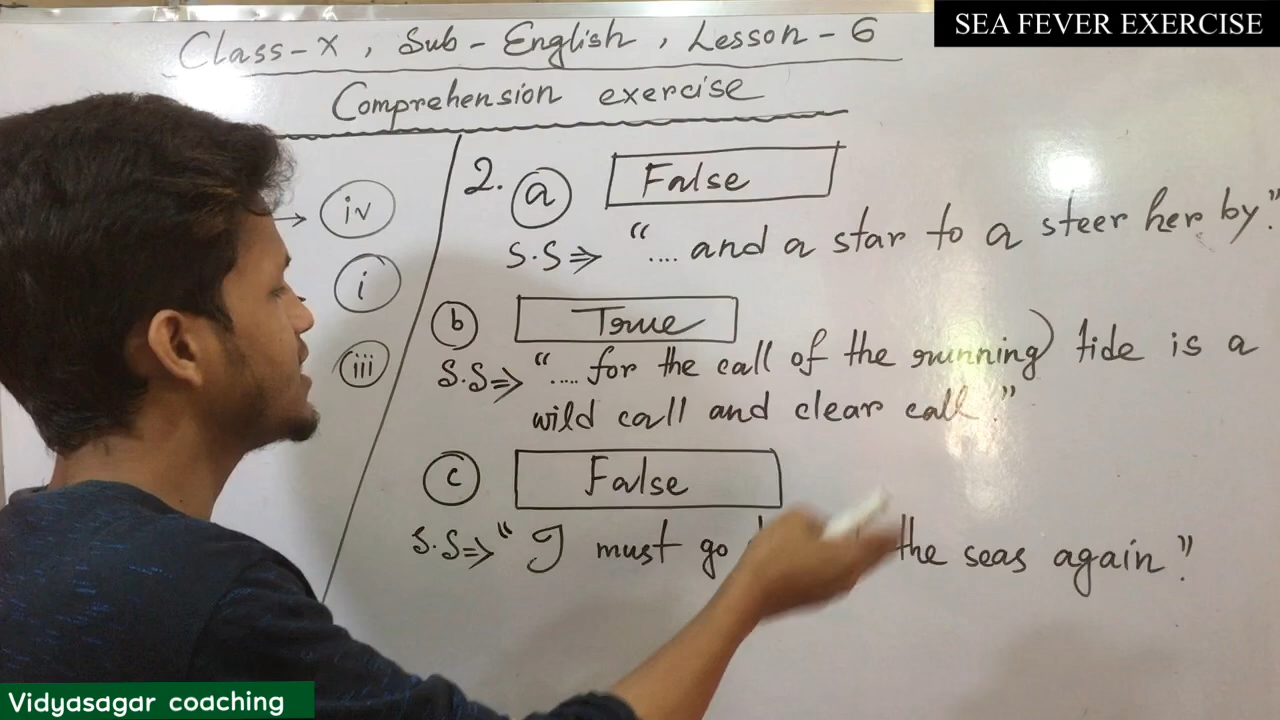 SEA FEVER EXERCISE
Class-X, Sub-English, Lesson-6
Comprehension exercise
→ iv
i
iii
2. a False
S.S⇒ “.... and a star to a steer her by.”
b True
S.S⇒ “.... for the call of the running) tide is a
wild call and clear call.”
c False
S.S⇒ “I must go the seas again”
Vidyasagar coaching